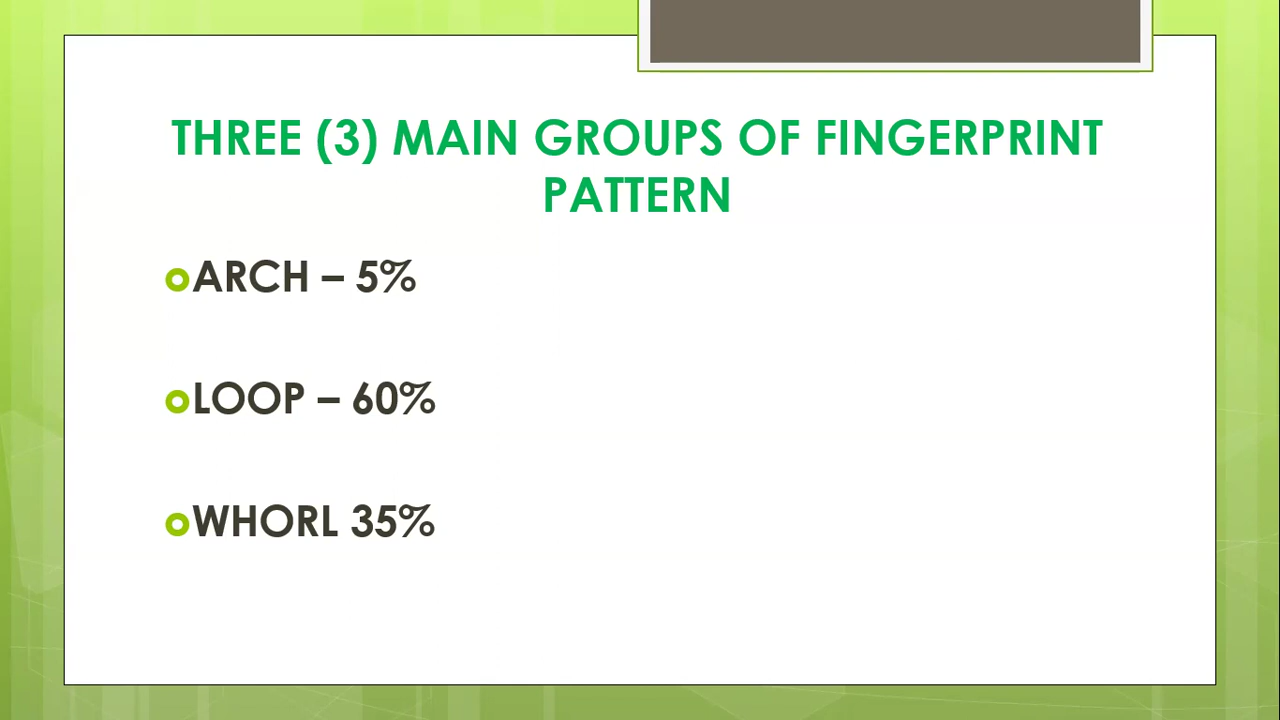 THREE (3) MAIN GROUPS OF FINGERPRINT
PATTERN
ARCH – 5%
LOOP – 60%
WHORL 35%